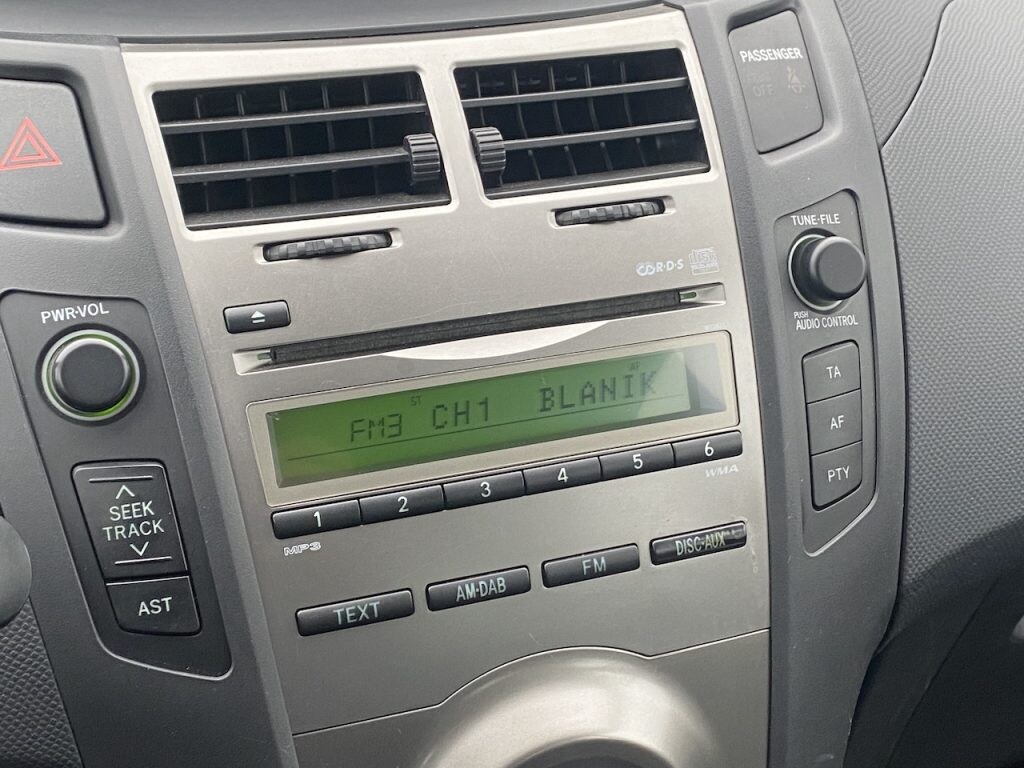 PASSENGER
OFF
TUNE·FILE
R·D·S
PUSH
AUDIO CONTROL
PWR·VOL
ST
AF
FM3 CH1 BLANIK
TA
AF
PTY
1 2 3 4 5 6
MP3
WMA
SEEK
TRACK
AST
TEXT
AM·DAB
FM
DISC·AUX